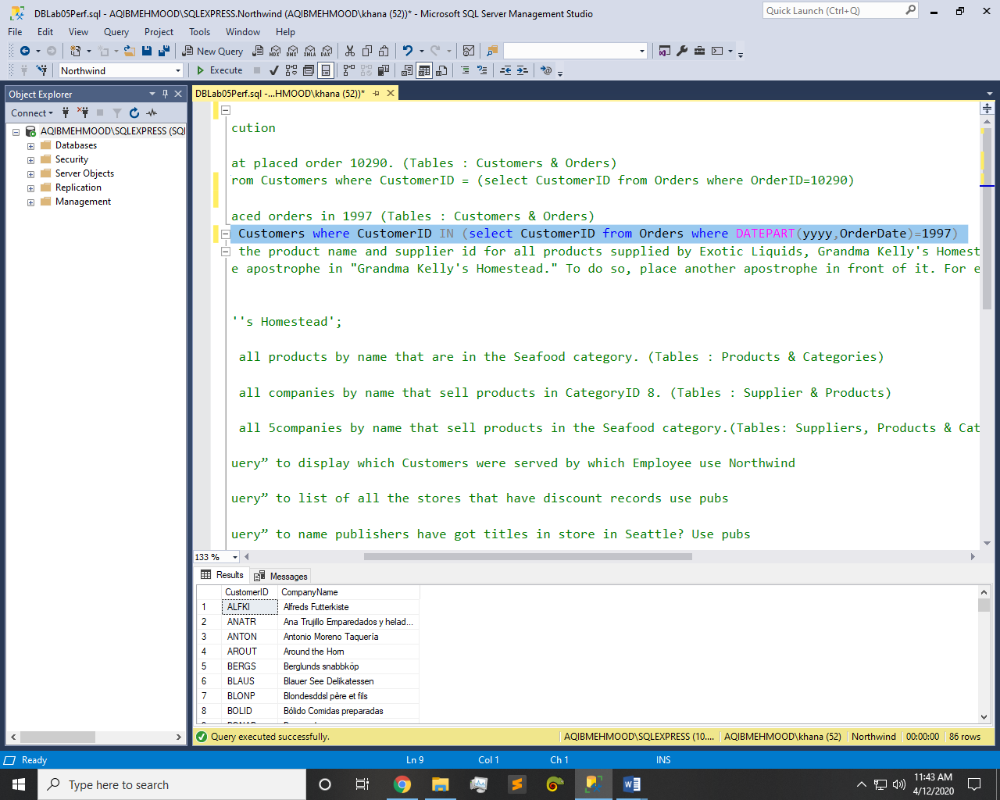 DBLab05Perf.sql - AQIBMEHMOOD\SQLEXPRESS.Northwind (AQIBMEHMOOD\khana (52))* - Microsoft SQL Server Management Studio
Quick Launch (Ctrl+Q)
File Edit View Query Project Tools Window Help
New Query MDX DMX XMLA DAX
Northwind Execute
Object Explorer
DBLab05Perf.sql -...HMOOD\khana (52))*
Connect
AQIBMEHMOOD\SQLEXPRESS (SQl
Databases
Security
Server Objects
Replication
Management
cution
at placed order 10290. (Tables : Customers & Orders)
rom Customers where CustomerID = (select CustomerID from Orders where OrderID=10290)
aced orders in 1997 (Tables : Customers & Orders)
Customers where CustomerID IN (select CustomerID from Orders where DATEPART(yyyy,OrderDate)=1997)
the product name and supplier id for all products supplied by Exotic Liquids, Grandma Kelly's Homest
e apostrophe in "Grandma Kelly's Homestead." To do so, place another apostrophe in front of it. For e
''s Homestead';
all products by name that are in the Seafood category. (Tables : Products & Categories)
all companies by name that sell products in CategoryID 8. (Tables : Supplier & Products)
all 5companies by name that sell products in the Seafood category.(Tables: Suppliers, Products & Cat
uery” to display which Customers were served by which Employee use Northwind
uery” to list of all the stores that have discount records use pubs
uery” to name publishers have got titles in store in Seattle? Use pubs
133 %
Results Messages
CustomerID CompanyName
1 ALFKI Alfreds Futterkiste
2 ANATR Ana Trujillo Emparedados y helad...
3 ANTON Antonio Moreno Taquería
4 AROUT Around the Horn
5 BERGS Berglunds snabbköp
6 BLAUS Blauer See Delikatessen
7 BLONP Blondesddsl père et fils
8 BOLID Bólido Comidas preparadas
Query executed successfully. AQIBMEHMOOD\SQLEXPRESS (10.... AQIBMEHMOOD\khana (52) Northwind 00:00:00 86 rows
Ready Ln 9 Col 1 Ch 1 INS
Type here to search
11:43 AM
4/12/2020